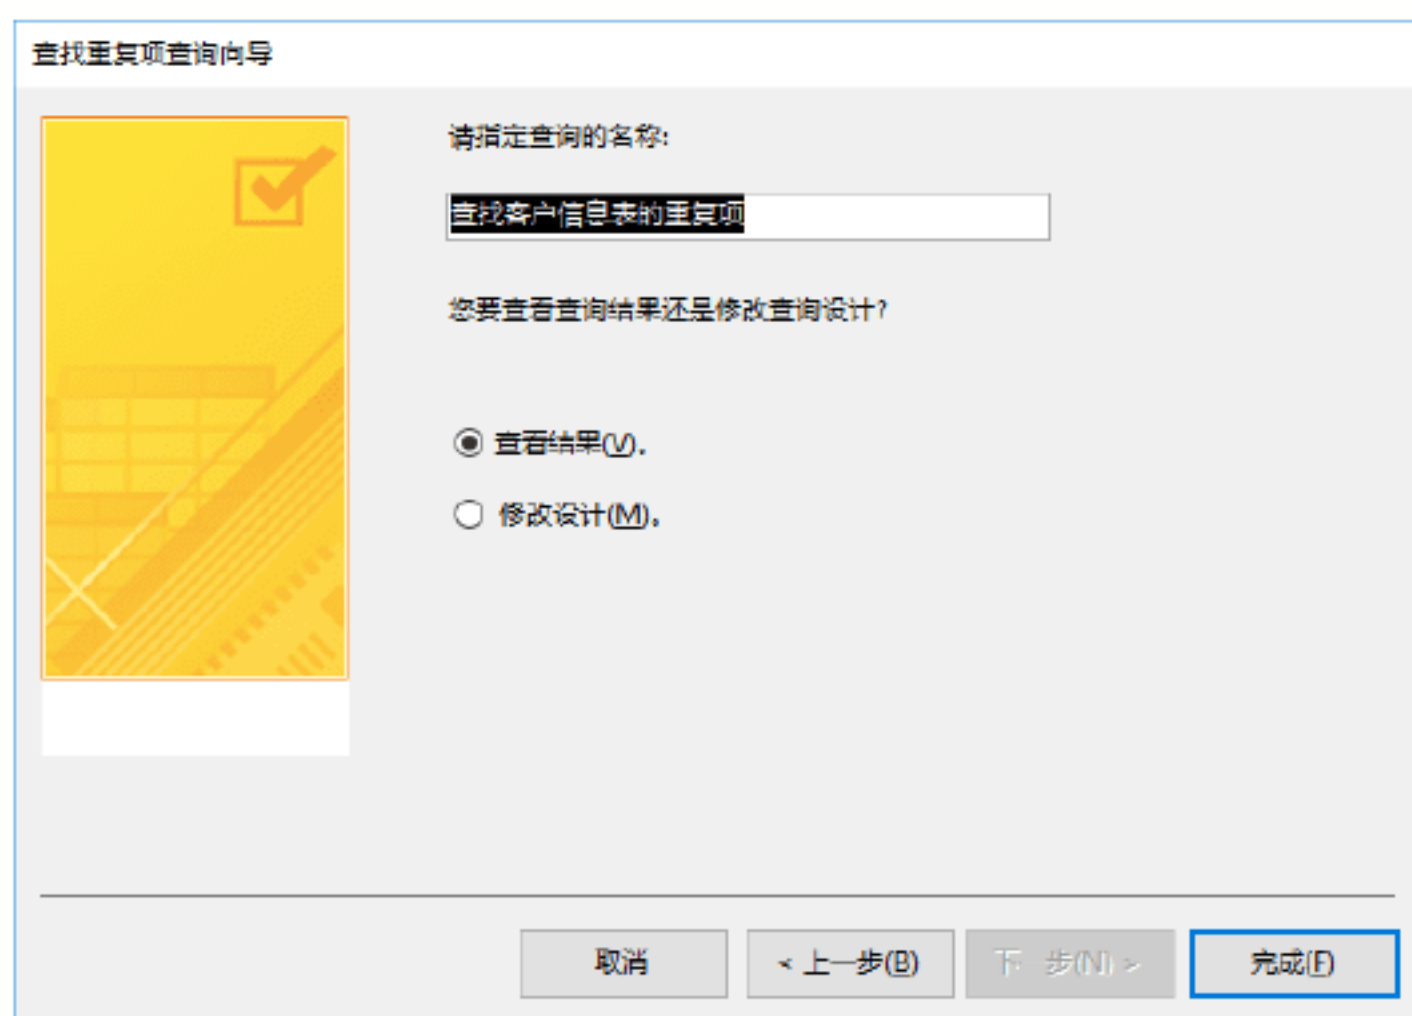 查找重复项查询向导
请指定查询的名称:
查找客户信息表的重复项
您要查看查询结果还是修改查询设计?
查看结果(V)。
修改设计(M)。
取消
< 上一步(B)
下一步(N) >
完成(F)